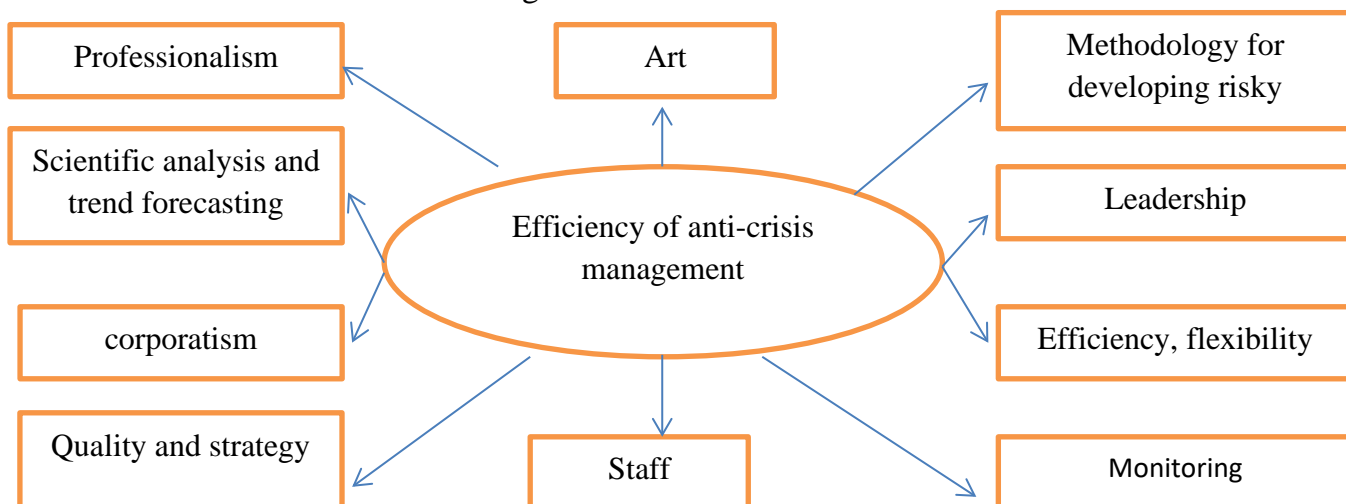 Professionalism
Art
Methodology for
developing risky
Scientific analysis and
trend forecasting
Efficiency of anti-crisis
management
Leadership
corporatism
Efficiency, flexibility
Quality and strategy
Staff
Monitoring